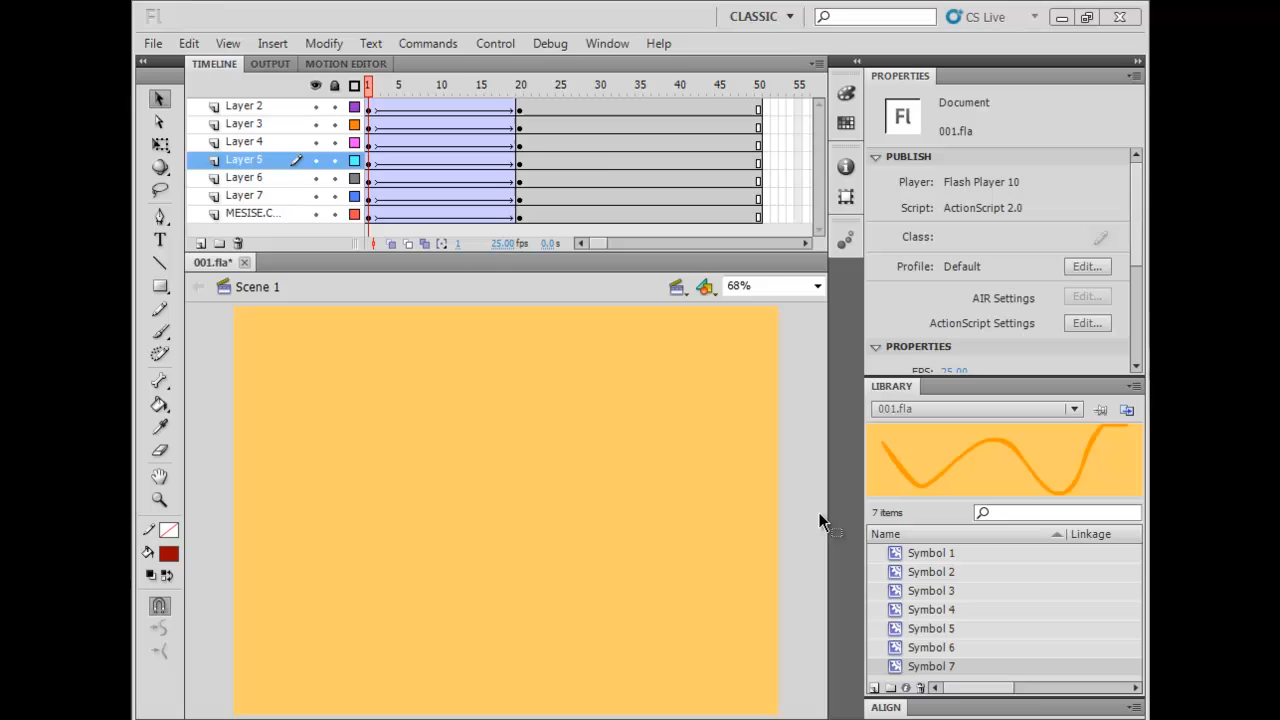 Fl CLASSIC CS Live
File Edit View Insert Modify Text Commands Control Debug Window Help
TIMELINE OUTPUT MOTION EDITOR
1 5 10 15 20 25 30 35 40 45 50 55
Layer 2
Layer 3
Layer 4
Layer 5
Layer 6
Layer 7
MESISE.C...
1 25.00 fps 0.0 s
001.fla*
Scene 1
68%
PROPERTIES
Fl
Document
001.fla
PUBLISH
Player: Flash Player 10
Script: ActionScript 2.0
Class:
Profile: Default Edit...
AIR Settings Edit...
ActionScript Settings Edit...
PROPERTIES
FPS: 25.00
LIBRARY
001.fla
7 items
Name Linkage
Symbol 1
Symbol 2
Symbol 3
Symbol 4
Symbol 5
Symbol 6
Symbol 7
ALIGN